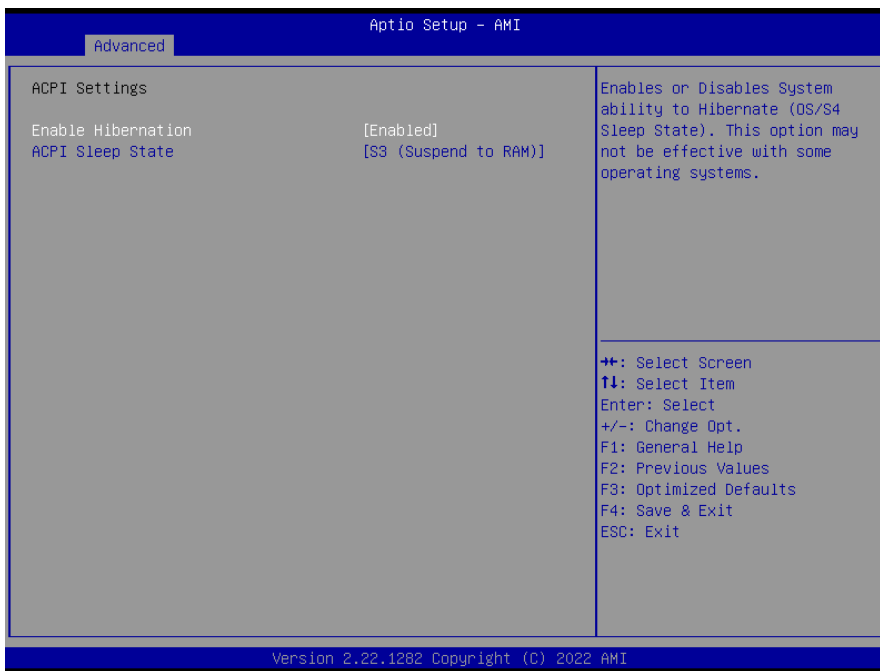 Aptio Setup – AMI
Advanced
ACPI Settings
Enable Hibernation [Enabled]
ACPI Sleep State [S3 (Suspend to RAM)]
Enables or Disables System
ability to Hibernate (OS/S4
Sleep State). This option may
not be effective with some
operating systems.
→←: Select Screen
↑↓: Select Item
Enter: Select
+/-: Change Opt.
F1: General Help
F2: Previous Values
F3: Optimized Defaults
F4: Save & Exit
ESC: Exit
Version 2.22.1282 Copyright (C) 2022 AMI